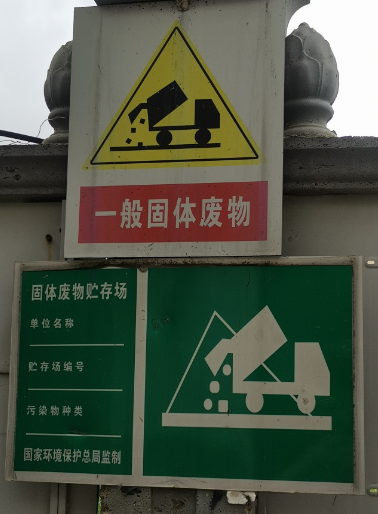 一般固体废物
固体废物贮存场
单位名称
贮存场编号
污染物种类
国家环境保护总局监制